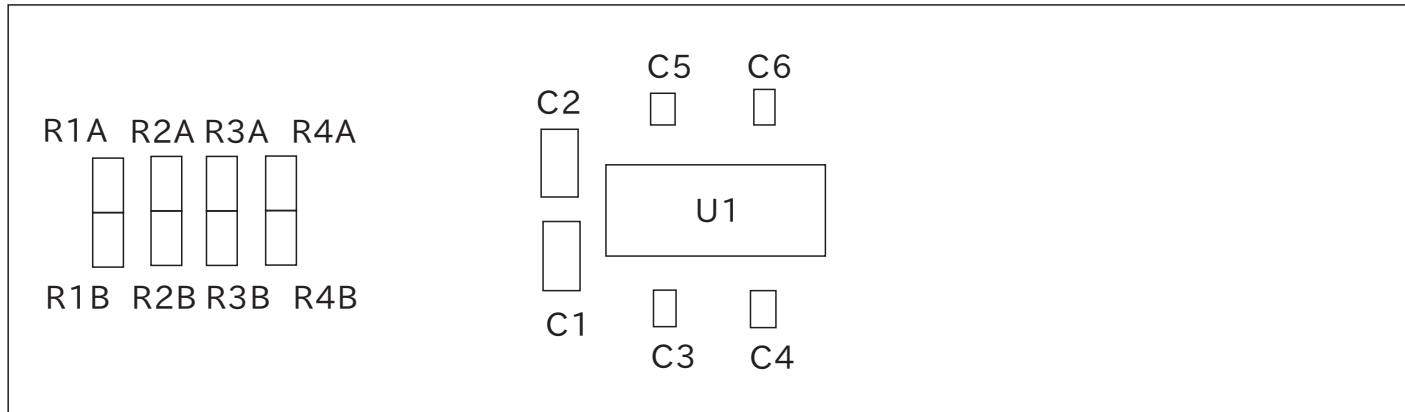 C5 C6
C2
R1A R2A R3A R4A
U1
R1B R2B R3B R4B
C1
C3 C4